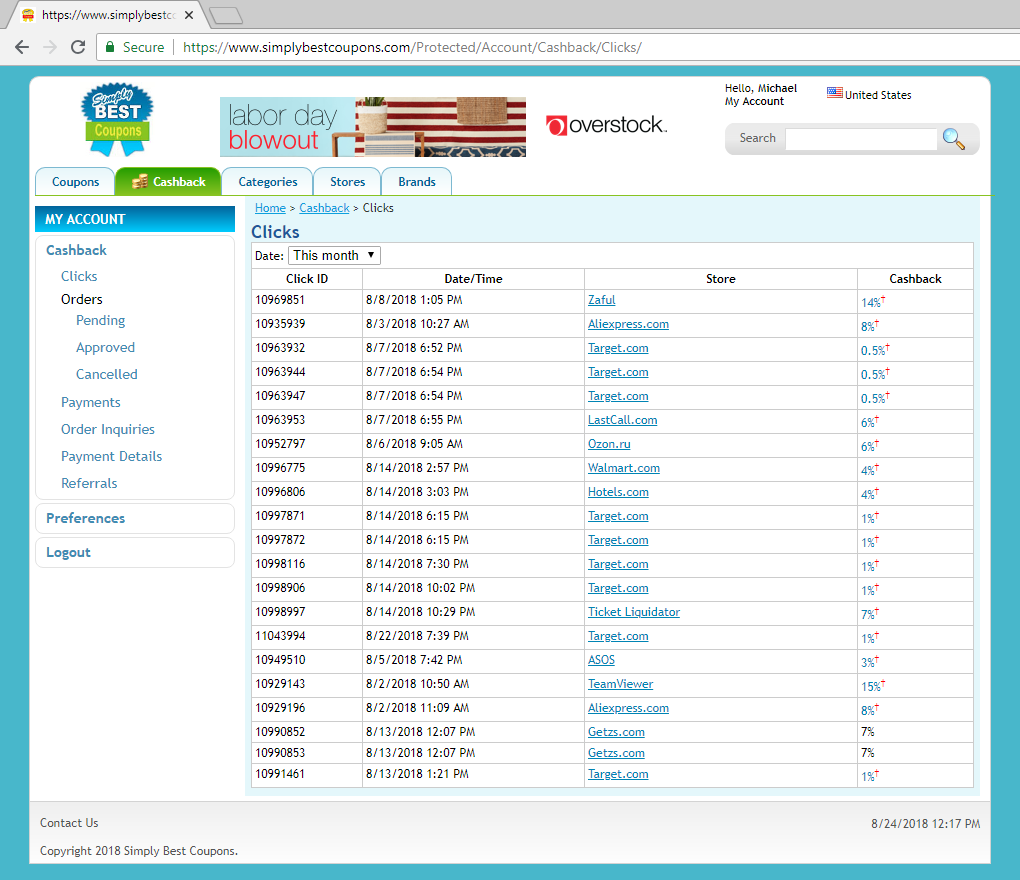 https://www.simplybestco
Secure https://www.simplybestcoupons.com/Protected/Account/Cashback/Clicks/
Simply
BEST
Coupons
labor day
blowout
overstock.
Hello, Michael
My Account
United States
Search
Coupons Cashback Categories Stores Brands
MY ACCOUNT
Cashback
Clicks
Orders
Pending
Approved
Cancelled
Payments
Order Inquiries
Payment Details
Referrals
Preferences
Logout
Home > Cashback > Clicks
Clicks
Date: This month
Click ID Date/Time Store Cashback
10969851 8/8/2018 1:05 PM Zaful 14%†
10935939 8/3/2018 10:27 AM Aliexpress.com 8%†
10963932 8/7/2018 6:52 PM Target.com 0.5%†
10963944 8/7/2018 6:54 PM Target.com 0.5%†
10963947 8/7/2018 6:54 PM Target.com 0.5%†
10963953 8/7/2018 6:55 PM LastCall.com 6%†
10952797 8/6/2018 9:05 AM Ozon.ru 6%†
10996775 8/14/2018 2:57 PM Walmart.com 4%†
10996806 8/14/2018 3:03 PM Hotels.com 4%†
10997871 8/14/2018 6:15 PM Target.com 1%†
10997872 8/14/2018 6:15 PM Target.com 1%†
10998116 8/14/2018 7:30 PM Target.com 1%†
10998906 8/14/2018 10:02 PM Target.com 1%†
10998997 8/14/2018 10:29 PM Ticket Liquidator 7%†
11043994 8/22/2018 7:39 PM Target.com 1%†
10949510 8/5/2018 7:42 PM ASOS 3%†
10929143 8/2/2018 10:50 AM TeamViewer 15%†
10929196 8/2/2018 11:09 AM Aliexpress.com 8%†
10990852 8/13/2018 12:07 PM Getzs.com 7%
10990853 8/13/2018 12:07 PM Getzs.com 7%
10991461 8/13/2018 1:21 PM Target.com 1%†
Contact Us
8/24/2018 12:17 PM
Copyright 2018 Simply Best Coupons.